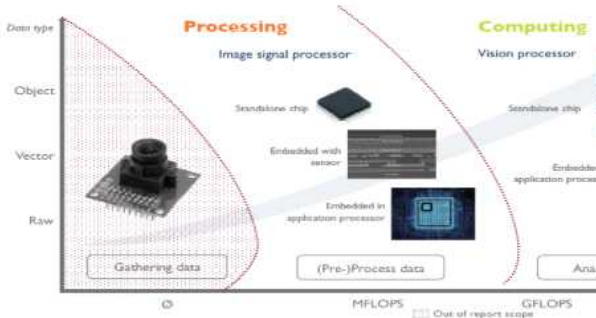 Data type
Processing
Computing
Image signal processor
Vision processor
Object
Standalone chip
Standalone chip
Vector
Embedded with
sensor
Embedded
application
Raw
Embedded in
application processor
Gathering data
(Pre-)Process data
Ana
Ø
MFLOPS
GFLOPS
Out of report scope